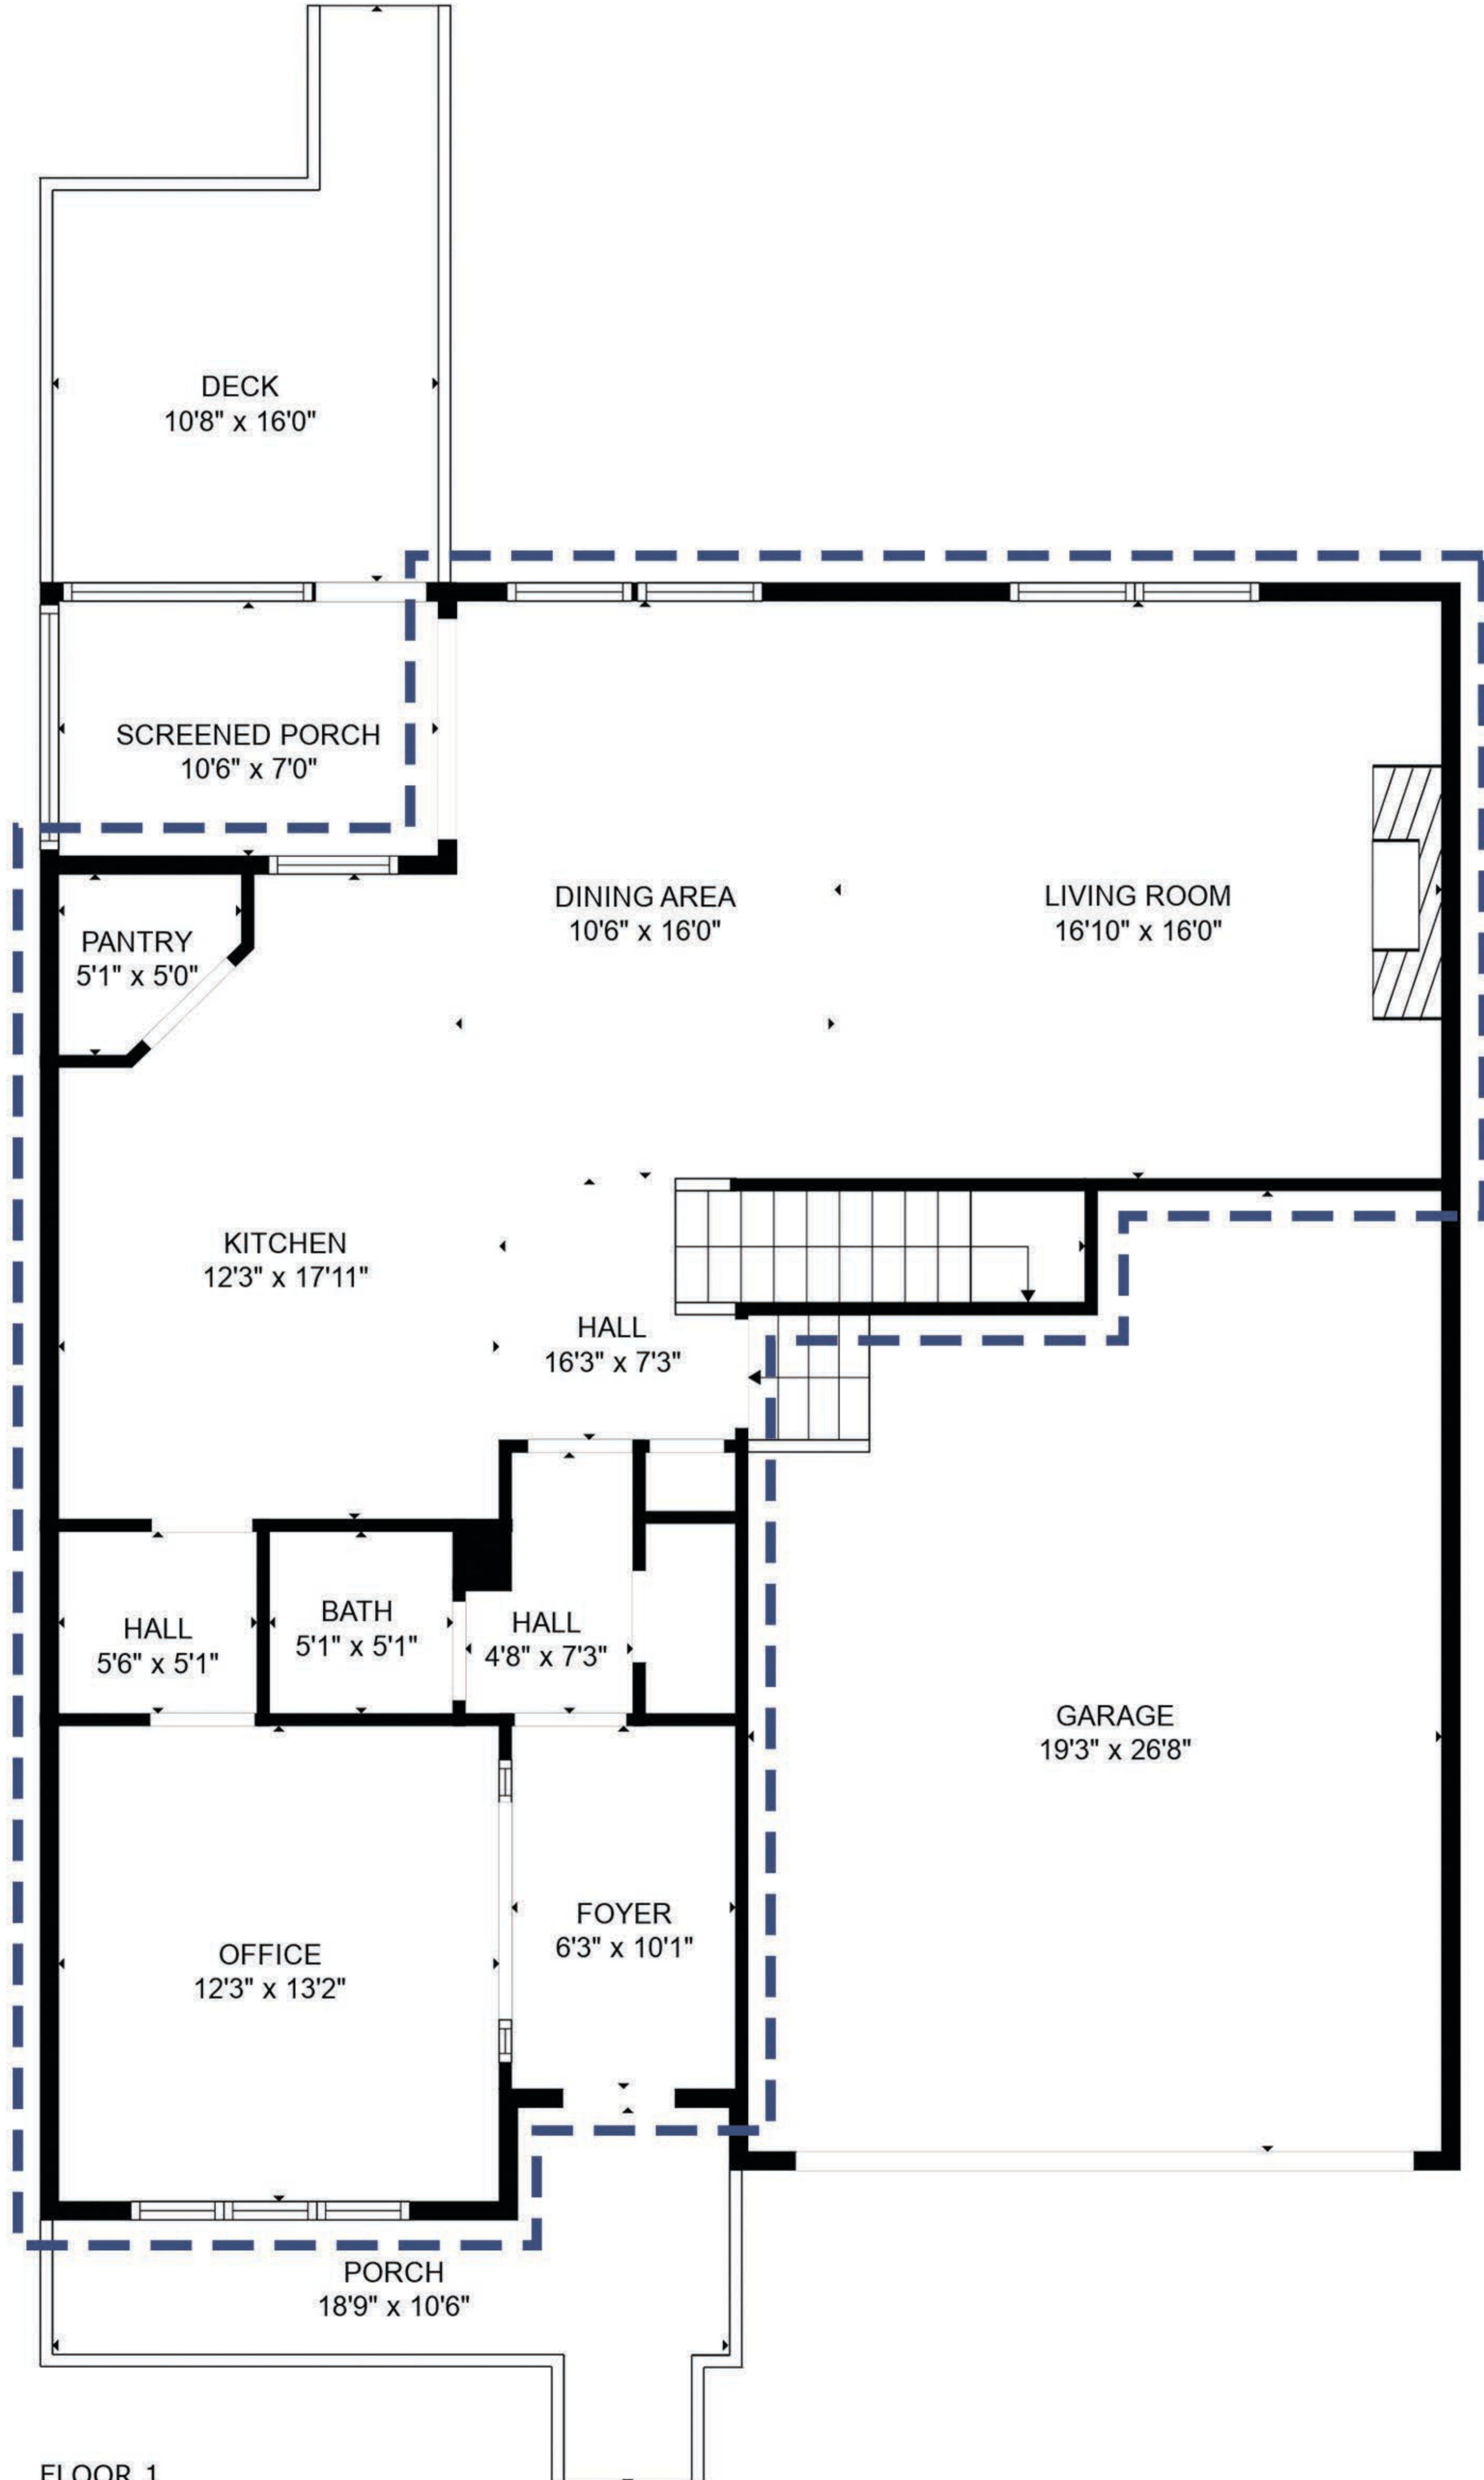 DECK
10'8" x 16'0"
SCREENED PORCH
10'6" x 7'0"
DINING AREA
10'6" x 16'0"
LIVING ROOM
16'10" x 16'0"
PANTRY
5'1" x 5'0"
KITCHEN
12'3" x 17'11"
HALL
16'3" x 7'3"
HALL
5'6" x 5'1"
BATH
5'1" x 5'1"
HALL
4'8" x 7'3"
GARAGE
19'3" x 26'8"
OFFICE
12'3" x 13'2"
FOYER
6'3" x 10'1"
PORCH
18'9" x 10'6"
FLOOR 1